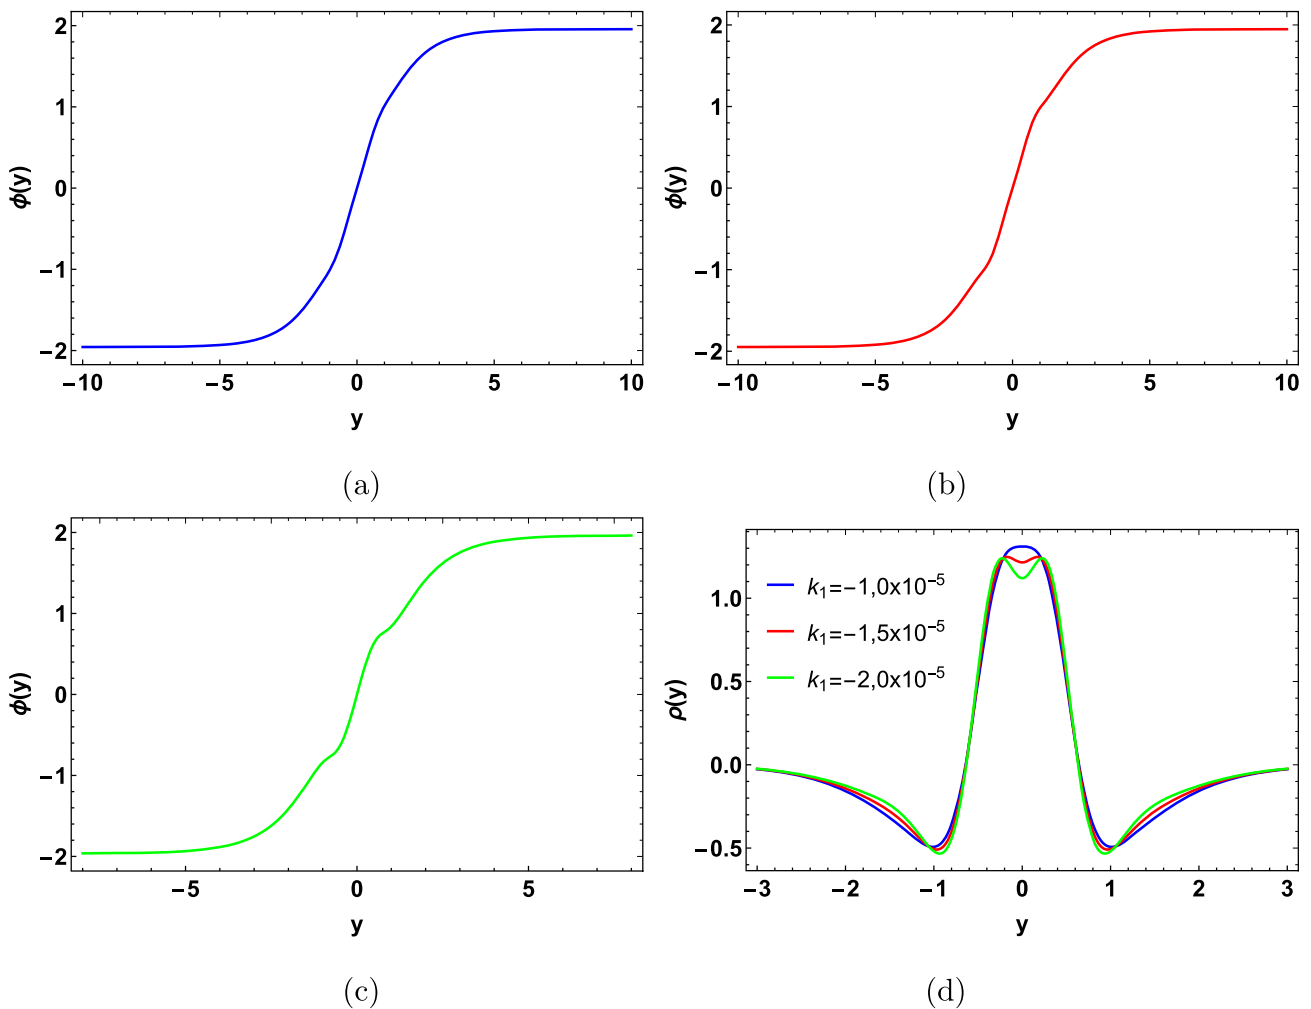 2
1
0
−1
−2
ϕ(y)
−10
−5
0
5
10
y
(a)
2
1
0
−1
−2
ϕ(y)
−10
−5
0
5
10
y
(b)
2
1
0
−1
−2
ϕ(y)
−5
0
5
y
(c)
1.0
0.5
0.0
−0.5
ρ(y)
k₁=−1,0x10⁻⁵
k₁=−1,5x10⁻⁵
k₁=−2,0x10⁻⁵
−3
−2
−1
0
1
2
3
y
(d)